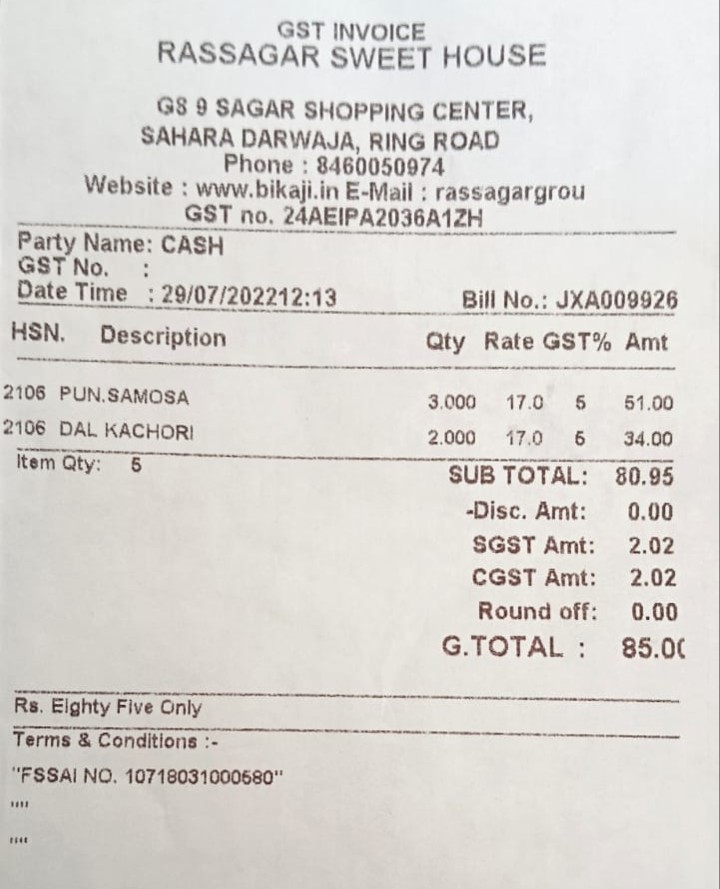 GST INVOICE
RASSAGAR SWEET HOUSE
G8 9 SAGAR SHOPPING CENTER,
SAHARA DARWAJA, RING ROAD
Phone : 8460050974
Website : www.bikaji.in E-Mail : rassagargrou
GST no. 24AEIPA2036A1ZH
Party Name: CASH
GST No. :
Date Time : 29/07/202212:13 Bill No.: JXA009926
HSN. Description Qty Rate GST% Amt
2106 PUN.SAMOSA 3.000 17.0 5 51.00
2106 DAL KACHORI 2.000 17.0 5 34.00
Item Qty: 5
SUB TOTAL: 80.95
-Disc. Amt: 0.00
SGST Amt: 2.02
CGST Amt: 2.02
Round off: 0.00
G.TOTAL : 85.00
Rs. Eighty Five Only
Terms & Conditions :-
"FSSAI NO. 10718031000580"
""
""